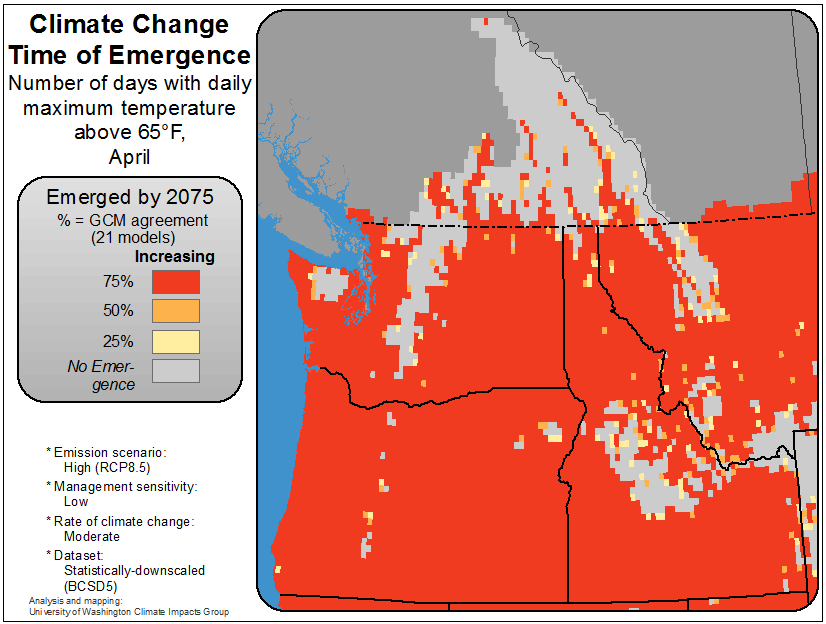 Climate Change
Time of Emergence
Number of days with daily
maximum temperature
above 65°F,
April
Emerged by 2075
% = GCM agreement
(21 models)
Increasing
75%
50%
25%
No Emer-
gence
* Emission scenario:
High (RCP8.5)
* Management sensitivity:
Low
* Rate of climate change:
Moderate
* Dataset:
Statistically-downscaled
(BCSD5)
Analysis and mapping:
University of Washington Climate Impacts Group